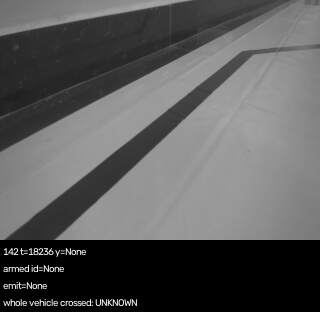 142 t=18236 y=None
armed id=None
emit=None
whole vehicle crossed: UNKNOWN